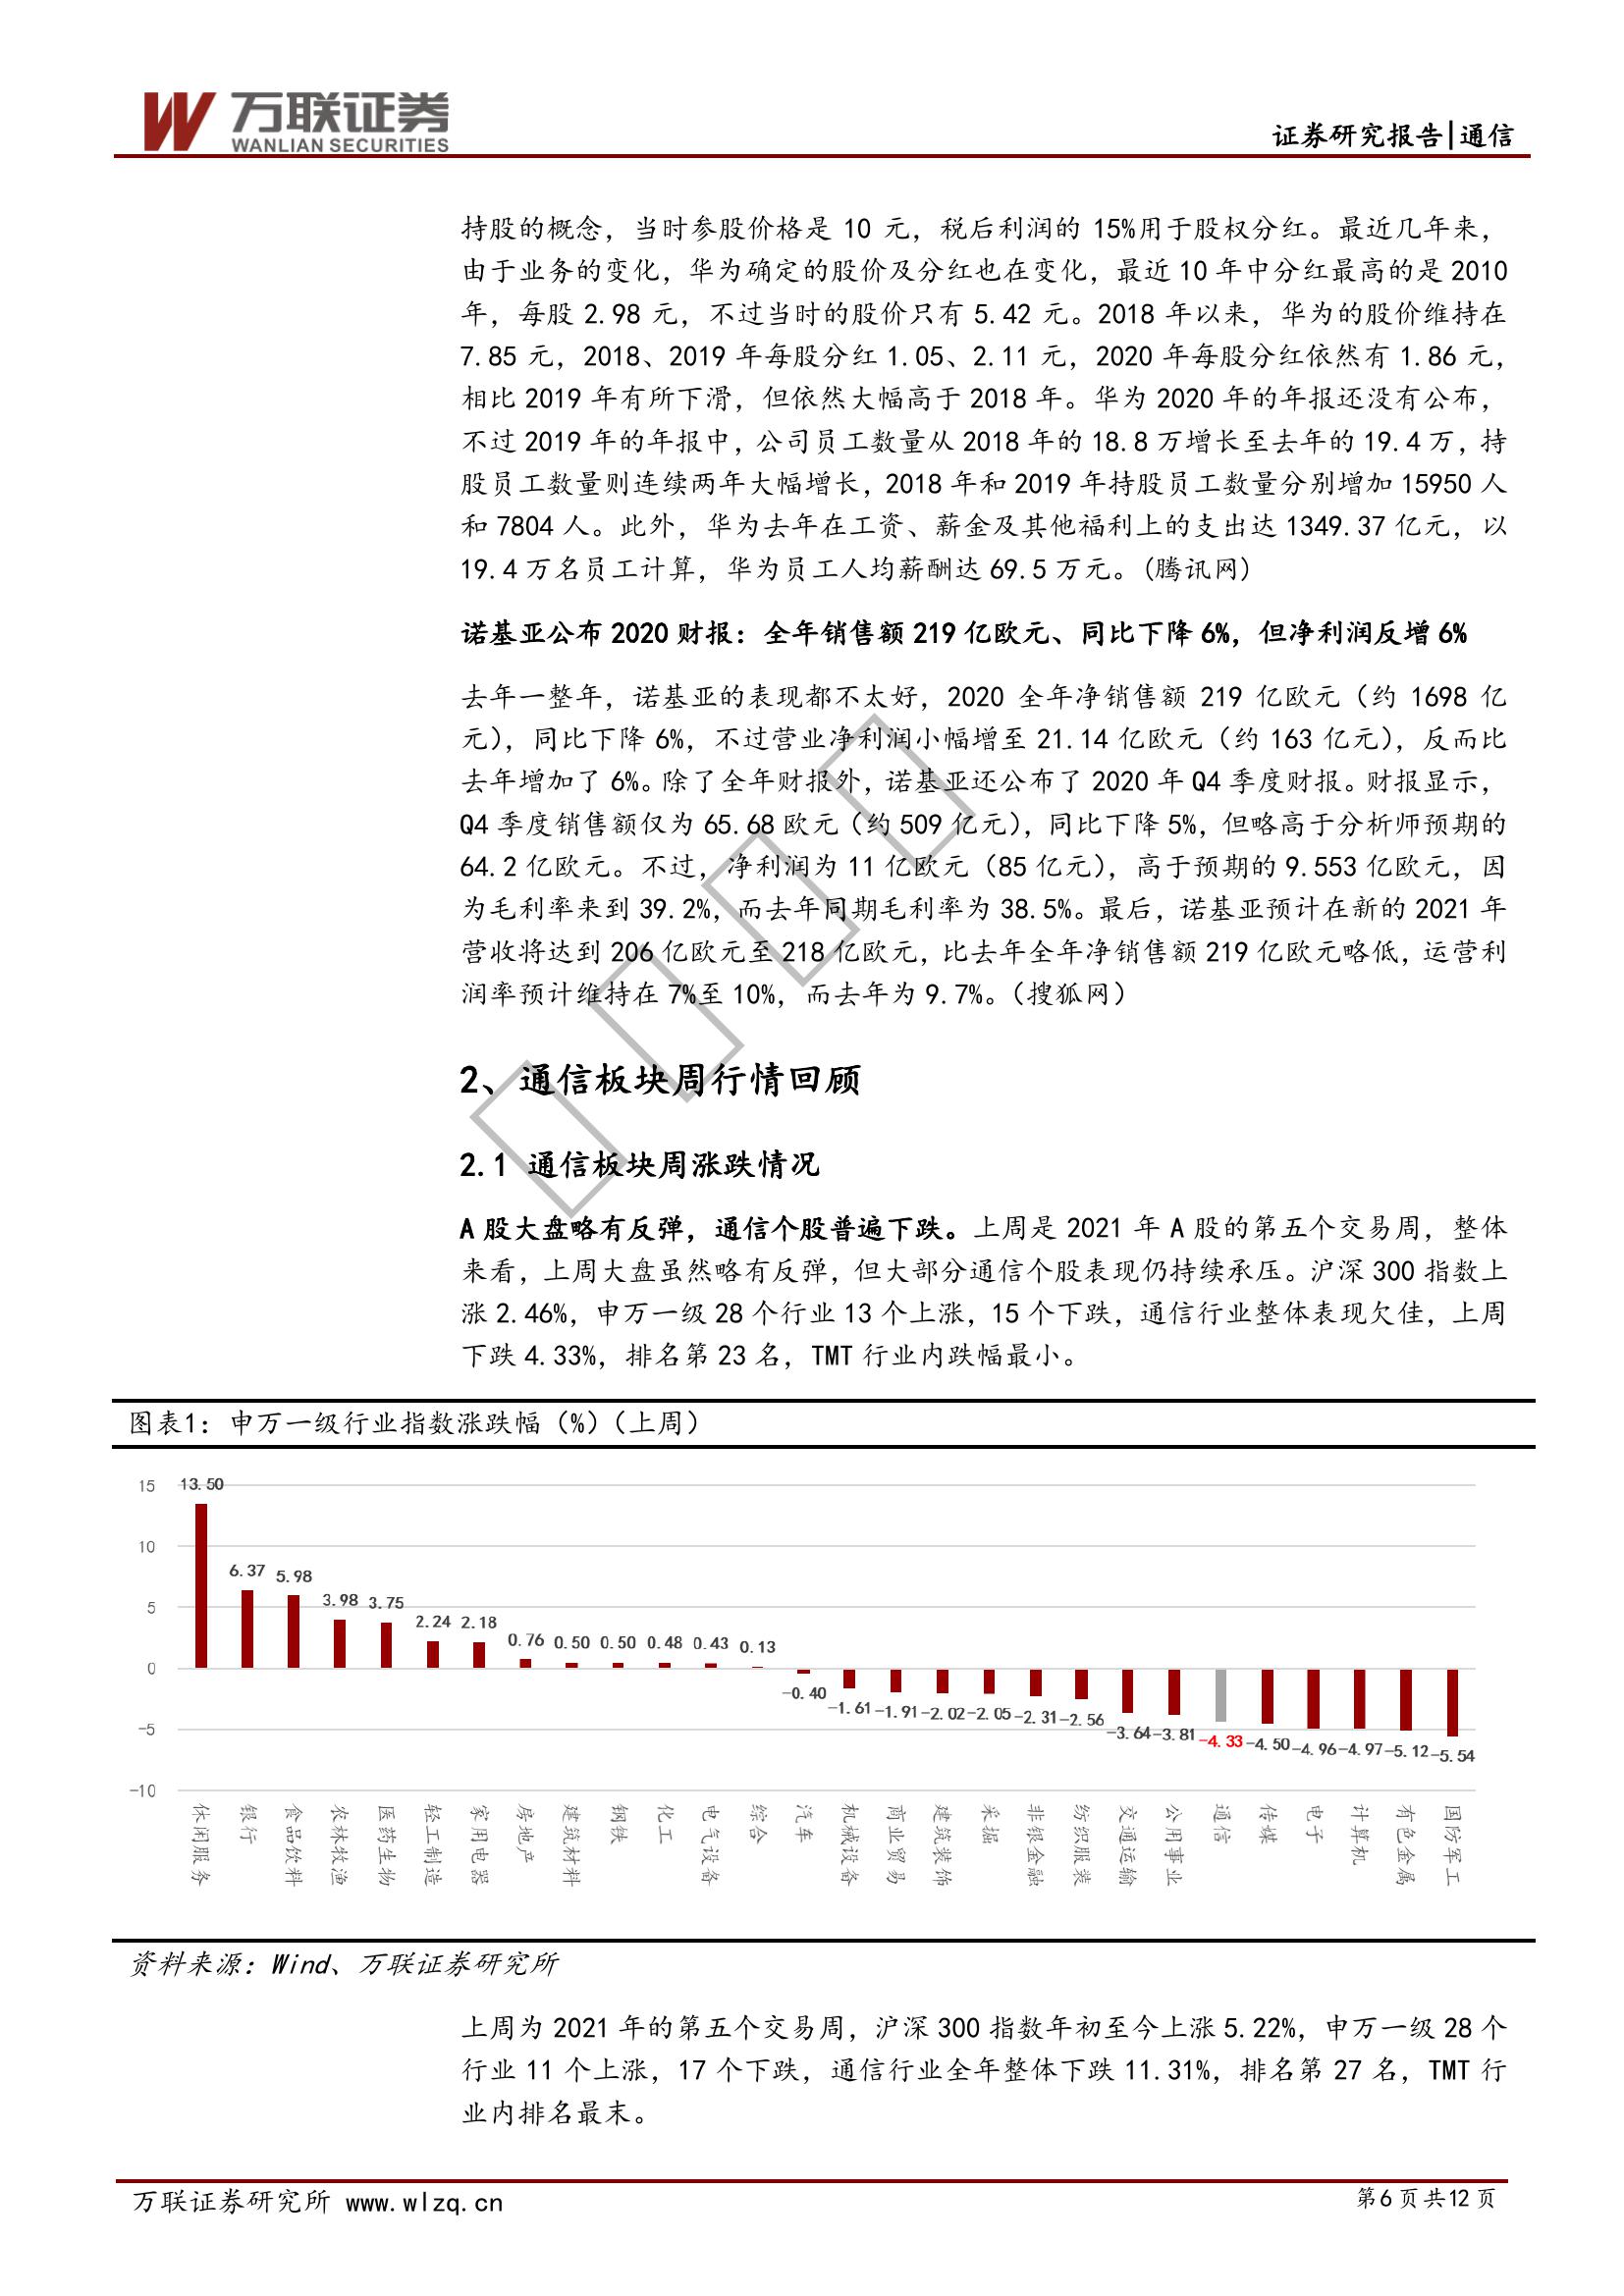 万联证券
WANLIAN SECURITIES
证券研究报告|通信
持股的概念，当时参股价格是 10 元，税后利润的 15%用于股权分红。最近几年来，
由于业务的变化，华为确定的股价及分红也在变化，最近 10 年中分红最高的是 2010
年，每股 2.98 元，不过当时的股价只有 5.42 元。2018 年以来，华为的股价维持在
7.85 元，2018、2019 年每股分红 1.05、2.11 元，2020 年每股分红依然有 1.86 元，
相比 2019 年有所下滑，但依然大幅高于 2018 年。华为 2020 年的年报还没有公布，
不过 2019 年的年报中，公司员工数量从 2018 年的 18.8 万增长至去年的 19.4 万，持
股员工数量则连续两年大幅增长，2018 年和 2019 年持股员工数量分别增加 15950 人
和 7804 人。此外，华为去年在工资、薪金及其他福利上的支出达 1349.37 亿元，以
19.4 万名员工计算，华为员工人均薪酬达 69.5 万元。(腾讯网)
诺基亚公布 2020 财报：全年销售额 219 亿欧元、同比下降 6%，但净利润反增 6%
去年一整年，诺基亚的表现都不太好，2020 全年净销售额 219 亿欧元（约 1698 亿
元），同比下降 6%，不过营业净利润小幅增至 21.14 亿欧元（约 163 亿元），反而比
去年增加了 6%。除了全年财报外，诺基亚还公布了 2020 年 Q4 季度财报。财报显示，
Q4 季度销售额仅为 65.68 欧元（约 509 亿元），同比下降 5%，但略高于分析师预期的
64.2 亿欧元。不过，净利润为 11 亿欧元（85 亿元），高于预期的 9.553 亿欧元，因
为毛利率来到 39.2%，而去年同期毛利率为 38.5%。最后，诺基亚预计在新的 2021 年
营收将达到 206 亿欧元至 218 亿欧元，比去年全年净销售额 219 亿欧元略低，运营利
润率预计维持在 7%至 10%，而去年为 9.7%。（搜狐网）
2、通信板块周行情回顾
2.1 通信板块周涨跌情况
A 股大盘略有反弹，通信个股普遍下跌。上周是 2021 年 A 股的第五个交易周，整体
来看，上周大盘虽然略有反弹，但大部分通信个股表现仍持续承压。沪深 300 指数上
涨 2.46%，申万一级 28 个行业 13 个上涨，15 个下跌，通信行业整体表现欠佳，上周
下跌 4.33%，排名第 23 名，TMT 行业内跌幅最小。
图表1：申万一级行业指数涨跌幅（%）（上周）
15
10
5
0
-5
-10
13.50 6.37 5.98 3.98 3.75 2.24 2.18 0.76 0.50 0.50 0.48 0.43 0.13 -0.40 -1.61 -1.91 -2.02 -2.05 -2.31 -2.56 -3.64 -3.81 -4.33 -4.50 -4.96 -4.97 -5.12 -5.54
休闲服务 银行 食品饮料 农林牧渔 医药生物 轻工制造 家用电器 房地产 建筑材料 钢铁 化工 电气设备 综合 汽车 机械设备 商业贸易 建筑装饰 采掘 非银金融 纺织服装 交通运输 公用事业 通信 传媒 电子 计算机 有色金属 国防军工
资料来源：Wind、万联证券研究所
上周为 2021 年的第五个交易周，沪深 300 指数年初至今上涨 5.22%，申万一级 28 个
行业 11 个上涨，17 个下跌，通信行业全年整体下跌 11.31%，排名第 27 名，TMT 行
业内排名最末。
万联证券研究所 www.wlzq.cn
第 6 页 共 12 页